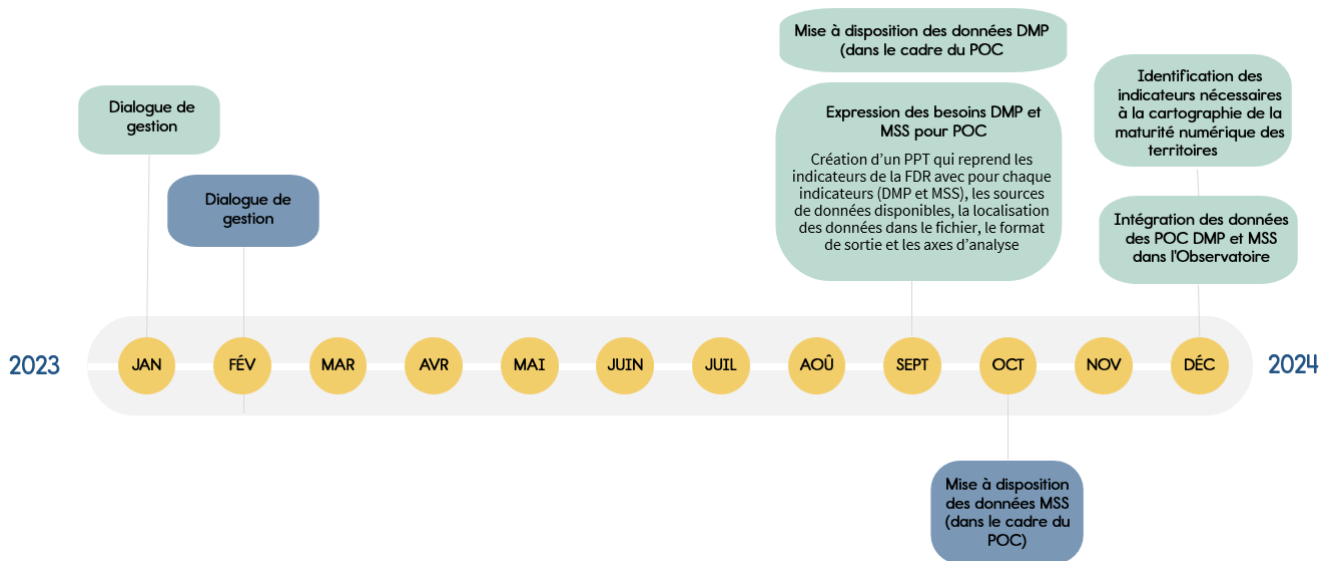 Mise à disposition des données DMP
(dans le cadre du POC
Identification des
indicateurs nécessaires
à la cartographie de la
maturité numérique des
territoires
Dialogue de
gestion
Expression des besoins DMP et
MSS pour POC
Création d'un PPT qui reprend les
indicateurs de la FDR avec pour chaque
indicateurs (DMP et MSS), les sources
de données disponibles, la localisation
des données dans le fichier, le format
de sortie et les axes d'analyse
Dialogue de
gestion
Intégration des données
des POC DMP et MSS
dans l'Observatoire
2023
JAN
FÉV
MAR
AVR
MAI
JUIN
JUIL
AOÛ
SEPT
OCT
NOV
DÉC
2024
Mise à disposition
des données MSS
(dans le cadre du
POC)